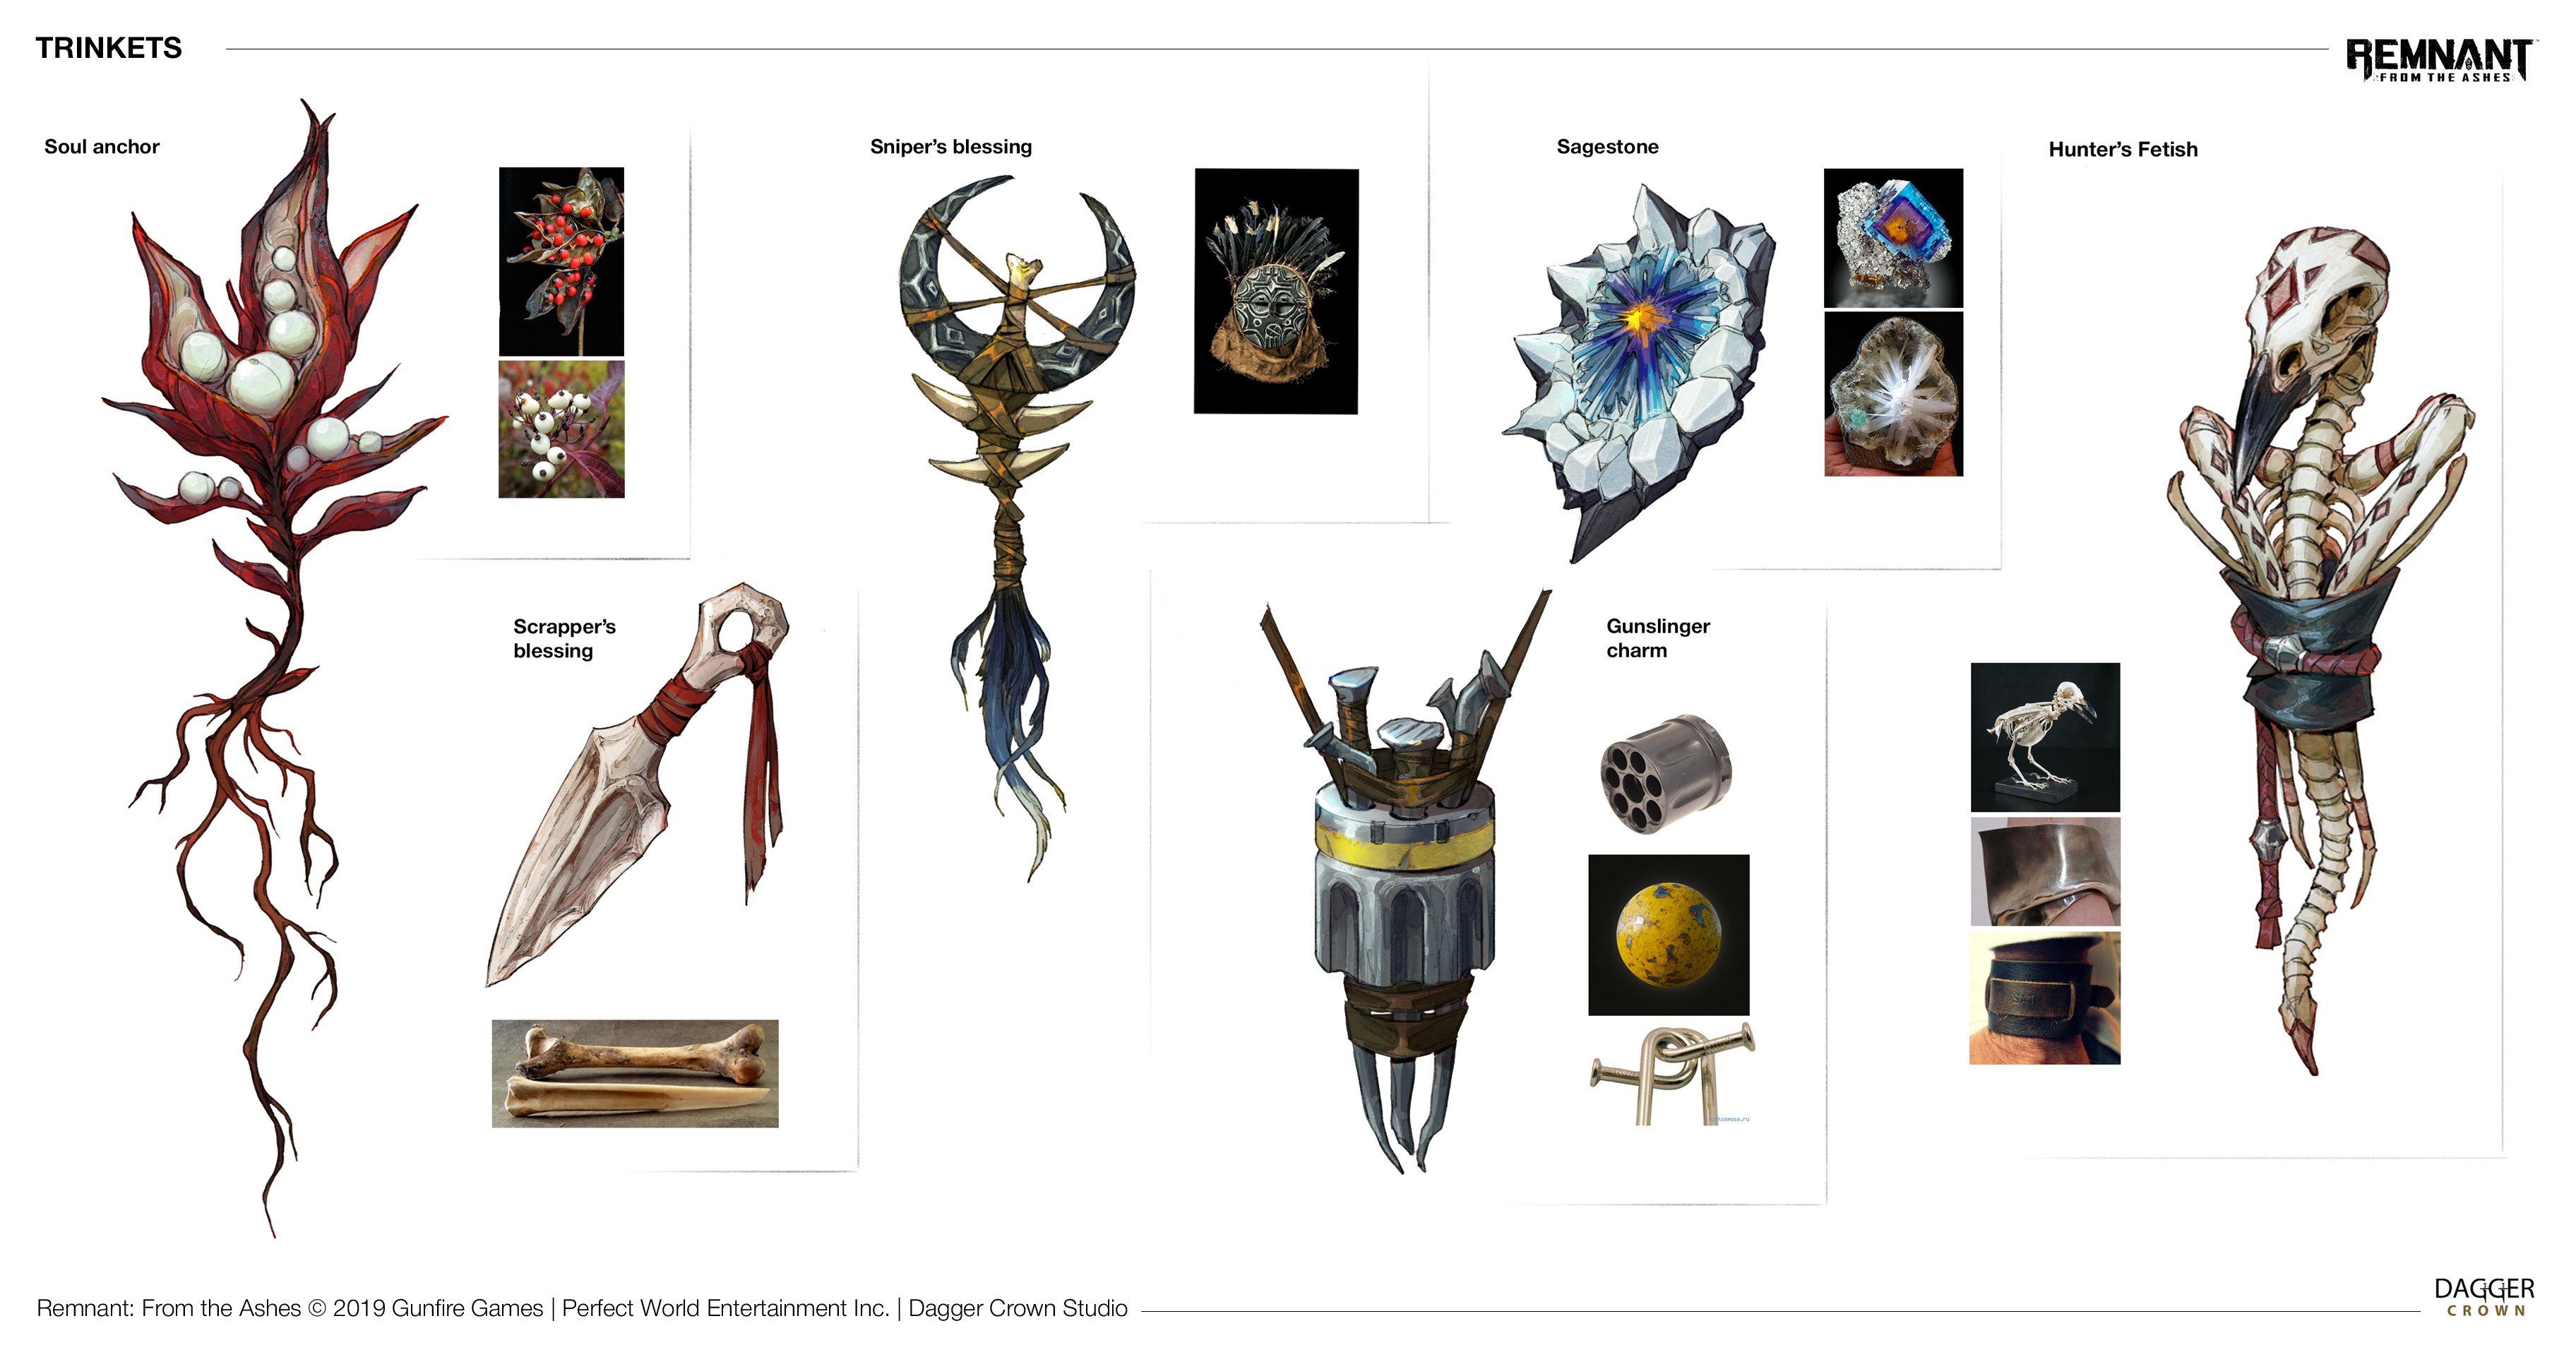 TRINKETS
REMNANT
FROM THE ASHES
Soul anchor
Sniper’s blessing
Sagestone
Hunter’s Fetish
Scrapper’s
blessing
Gunslinger
charm
Remnant: From the Ashes © 2019 Gunfire Games | Perfect World Entertainment Inc. | Dagger Crown Studio
DAGGER
CROWN